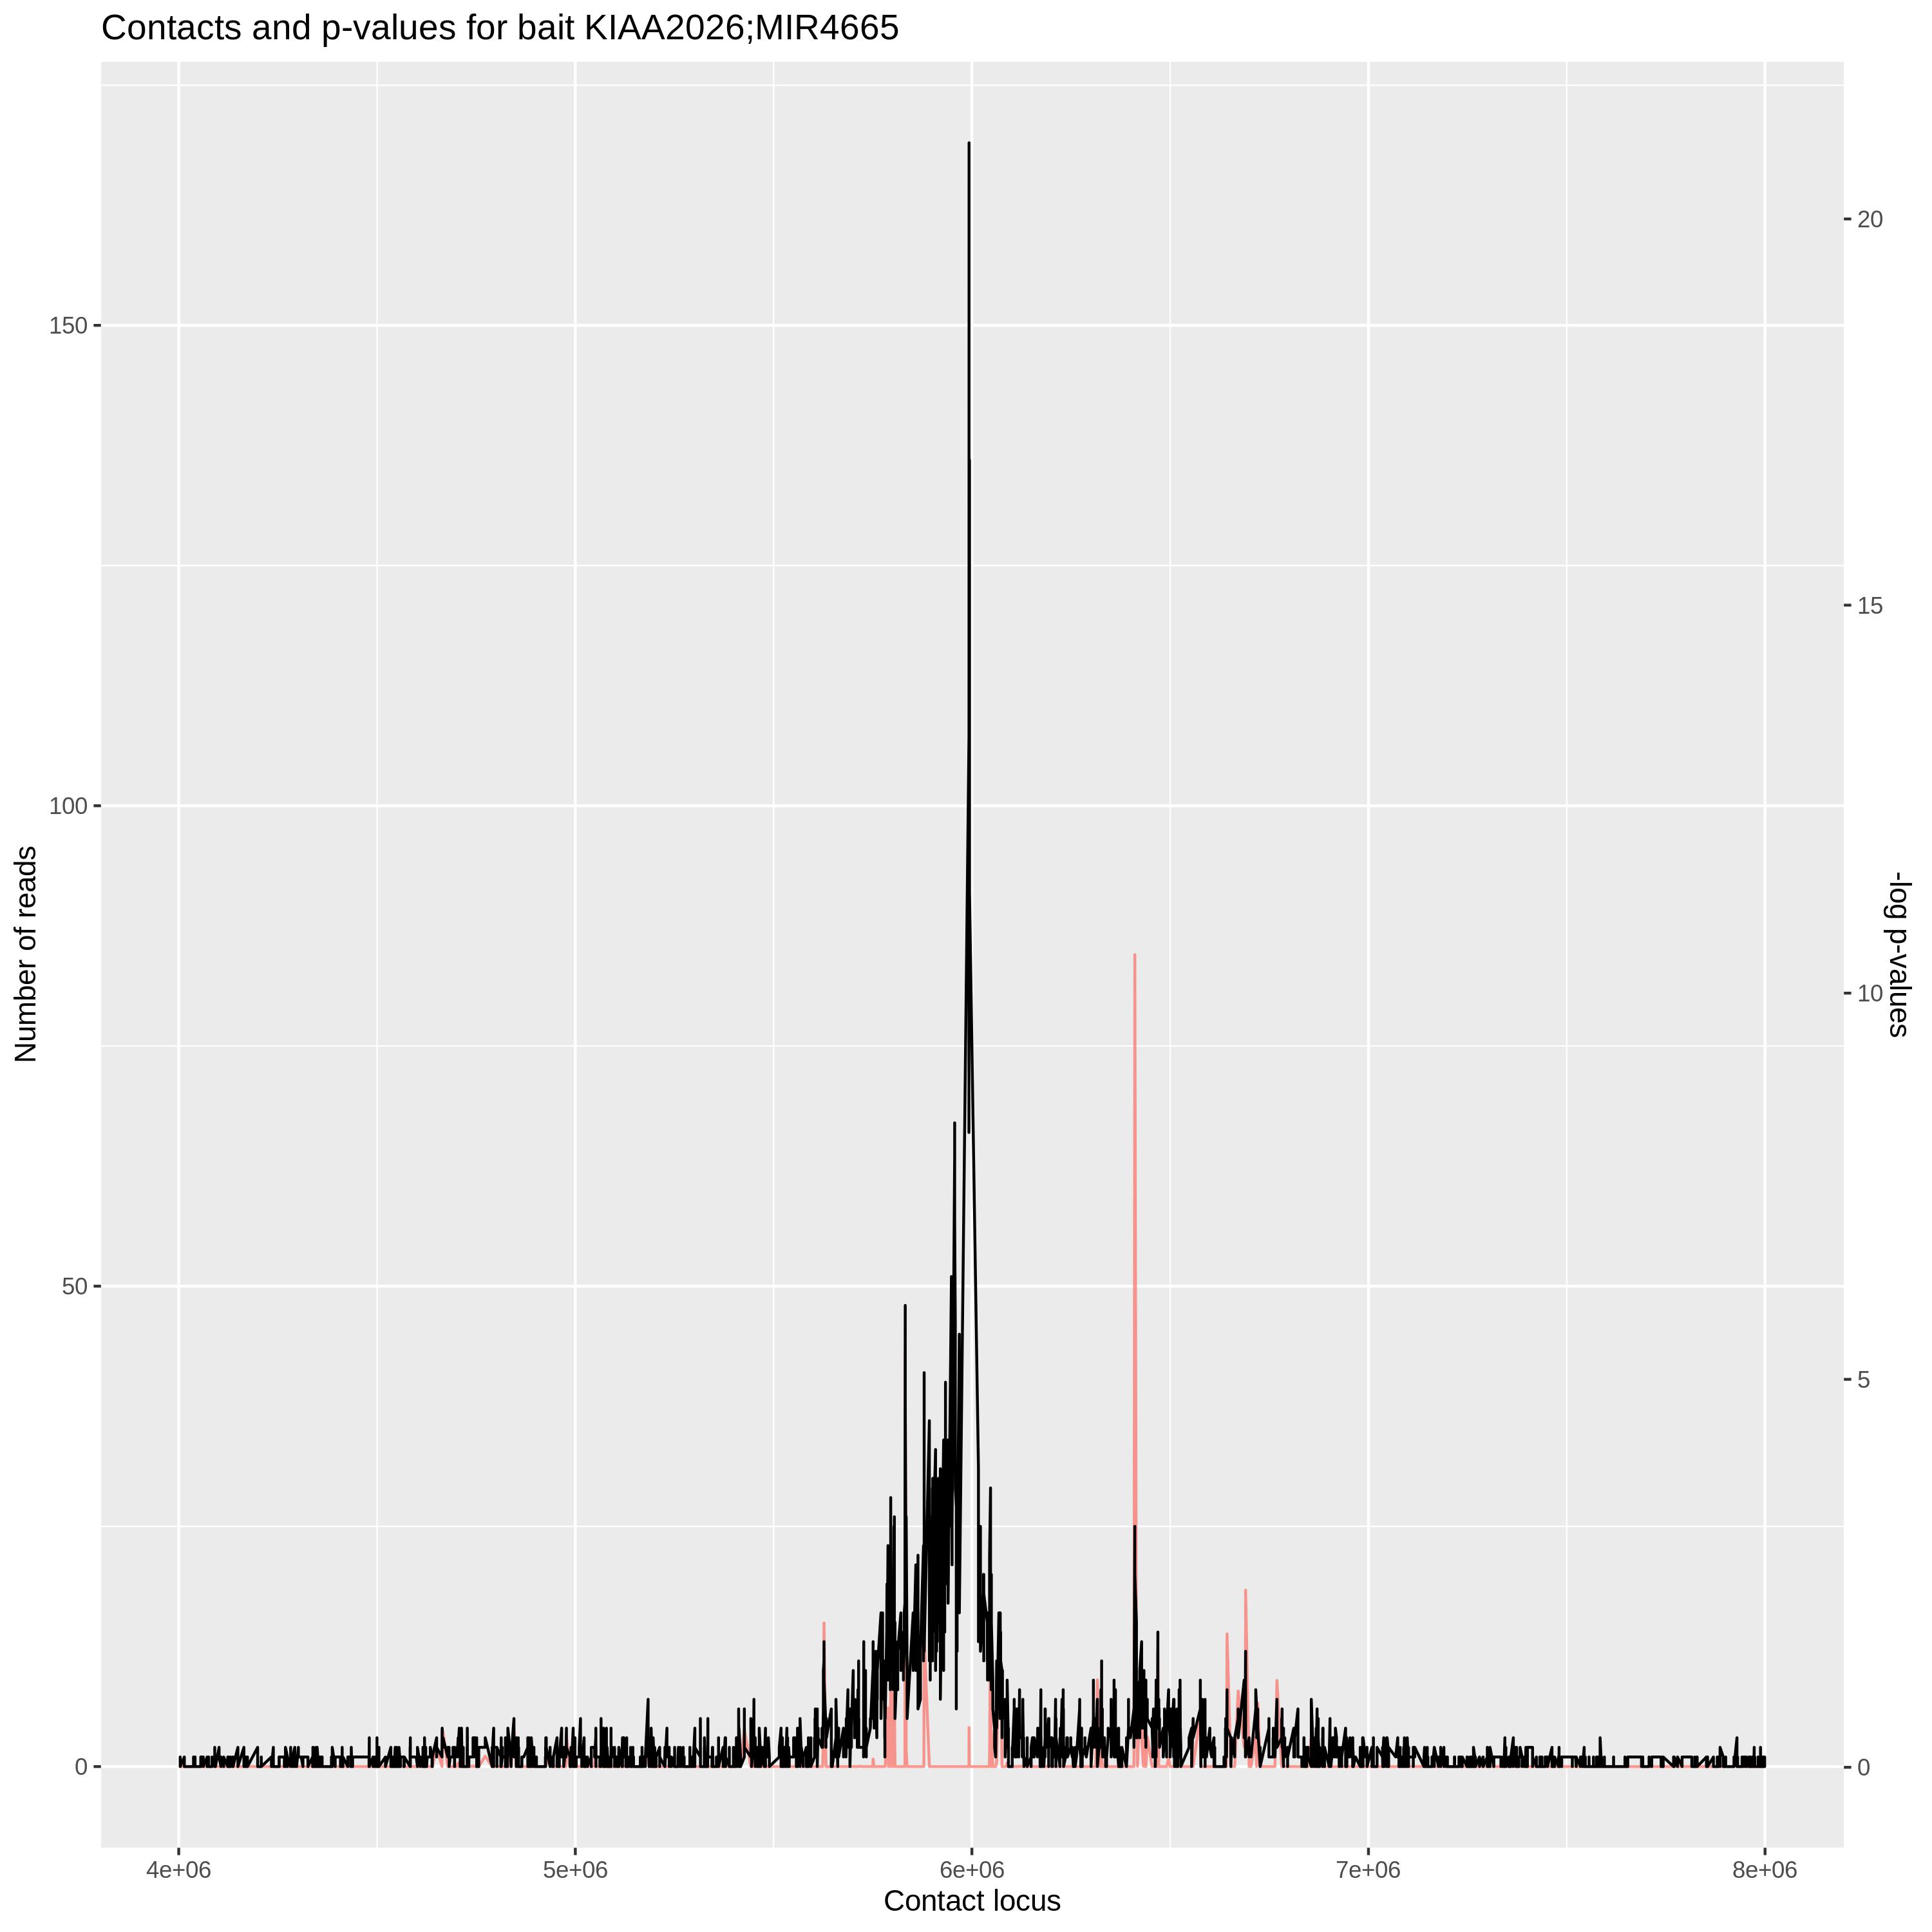 Contacts and p-values for bait KIAA2026;MIR4665
Number of reads
150
100
50
0
20
15
10
5
0
-log p-values
4e+06
5e+06
6e+06
7e+06
8e+06
Contact locus